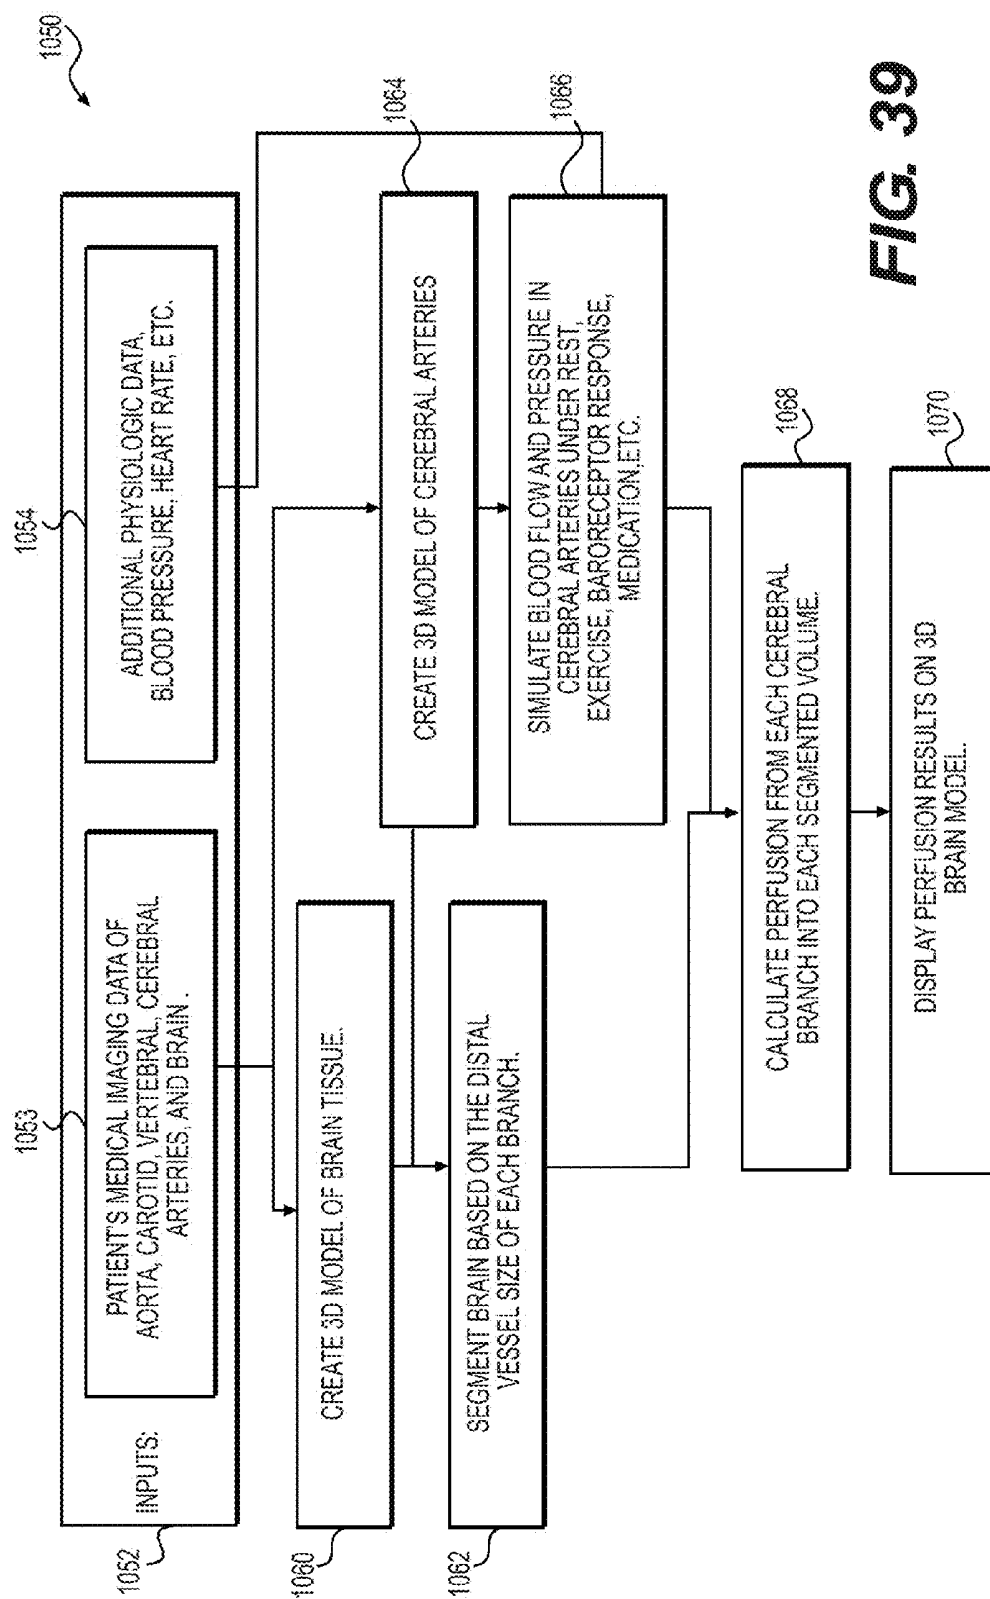 1050
1052
INPUTS:
1053
PATIENT'S MEDICAL IMAGING DATA OF
AORTA, CAROTID, VERTEBRAL, CEREBRAL
ARTERIES, AND BRAIN .
1054
ADDITIONAL PHYSIOLOGIC DATA,
BLOOD PRESSURE, HEART RATE, ETC.
1060
CREATE 3D MODEL OF BRAIN TISSUE.
1064
CREATE 3D MODEL OF CEREBRAL ARTERIES
1062
SEGMENT BRAIN BASED ON THE DISTAL
VESSEL SIZE OF EACH BRANCH.
1066
SIMULATE BLOOD FLOW AND PRESSURE IN
CEREBRAL ARTERIES UNDER REST,
EXERCISE, BARORECEPTOR RESPONSE,
MEDICATION,ETC.
1068
CALCULATE PERFUSION FROM EACH CEREBRAL
BRANCH INTO EACH SEGMENTED VOLUME.
1070
DISPLAY PERFUSION RESULTS ON 3D
BRAIN MODEL.
FIG. 39